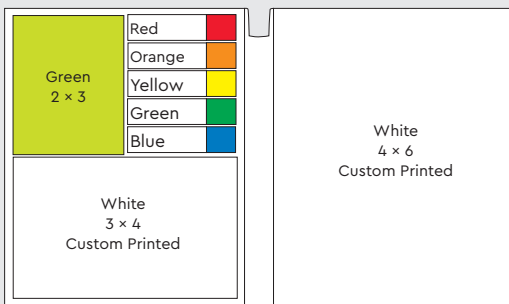 Green
2 × 3
Red
Orange
Yellow
Green
Blue
White
3 × 4
Custom Printed
White
4 × 6
Custom Printed